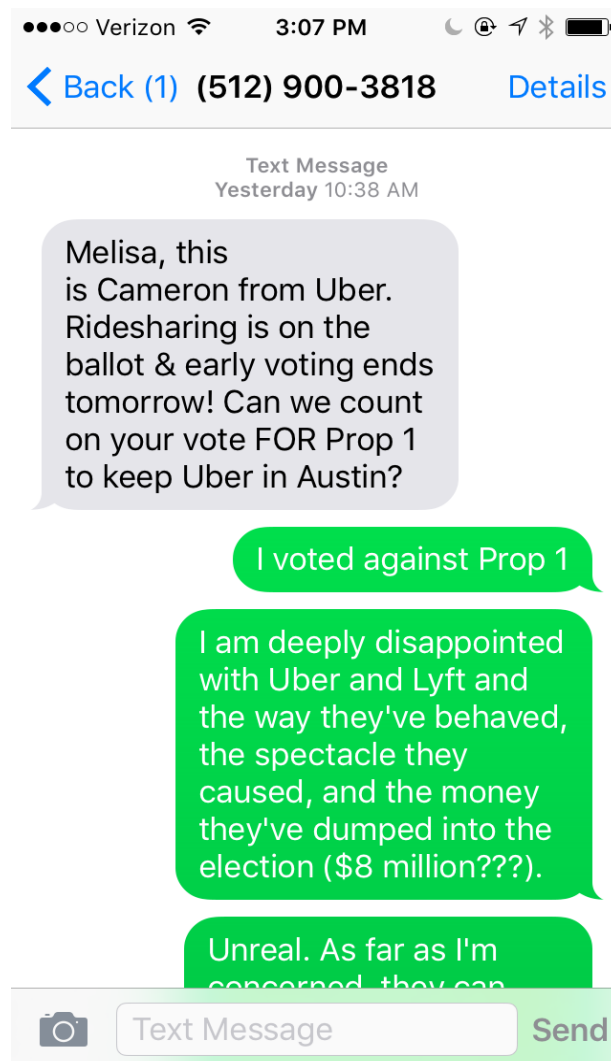 Verizon 3:07 PM
Back (1) (512) 900-3818 Details
Text Message
Yesterday 10:38 AM
Melisa, this
is Cameron from Uber.
Ridesharing is on the
ballot & early voting ends
tomorrow! Can we count
on your vote FOR Prop 1
to keep Uber in Austin?
I voted against Prop 1
I am deeply disappointed
with Uber and Lyft and
the way they've behaved,
the spectacle they
caused, and the money
they've dumped into the
election ($8 million???).
Unreal. As far as I'm
concerned, they can
Text Message Send